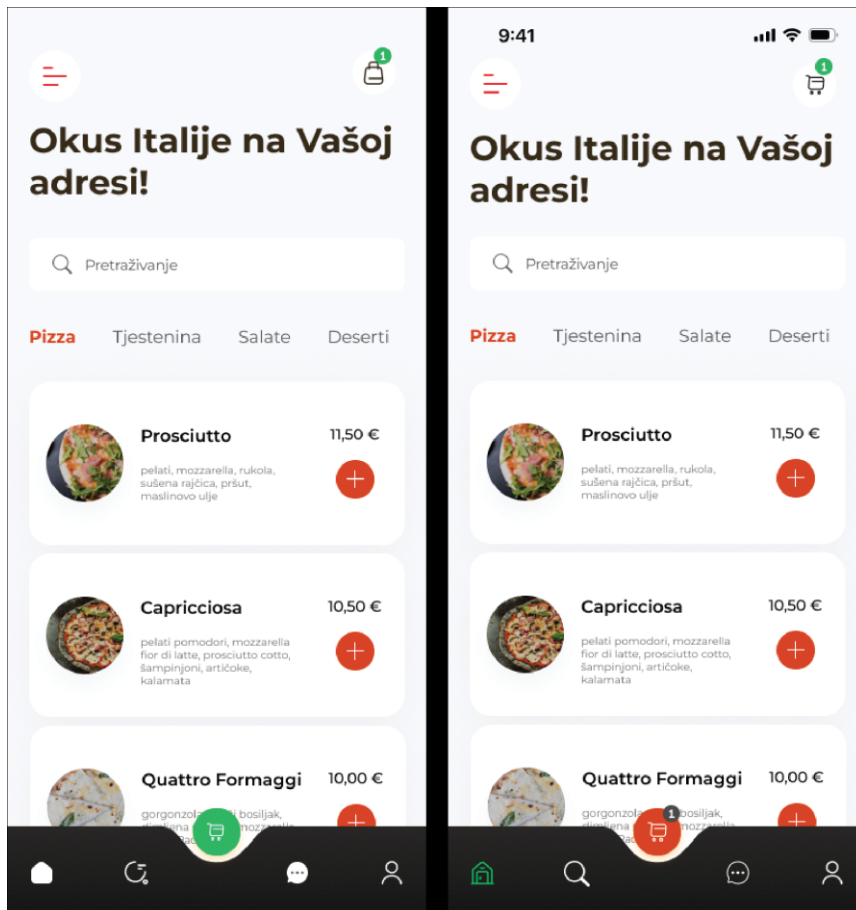 1
Okus Italije na Vašoj
adresi!
Pretraživanje
Pizza Tjestenina Salate Deserti
Prosciutto 11,50 €
pelati, mozzarella, rukola,
sušena rajčica, pršut,
maslinovo ulje
Capricciosa 10,50 €
pelati pomodori, mozzarella
fior di latte, prosciutto cotto,
šampinjoni, artičoke,
kalamata
Quattro Formaggi 10,00 €
gorgonzola bosiljak,
9:41
1
Okus Italije na Vašoj
adresi!
Pretraživanje
Pizza Tjestenina Salate Deserti
Prosciutto 11,50 €
pelati, mozzarella, rukola,
sušena rajčica, pršut,
maslinovo ulje
Capricciosa 10,50 €
pelati pomodori, mozzarella
fior di latte, prosciutto cotto,
šampinjoni, artičoke,
kalamata
Quattro Formaggi 10,00 €
gorgonzola bosiljak,
1